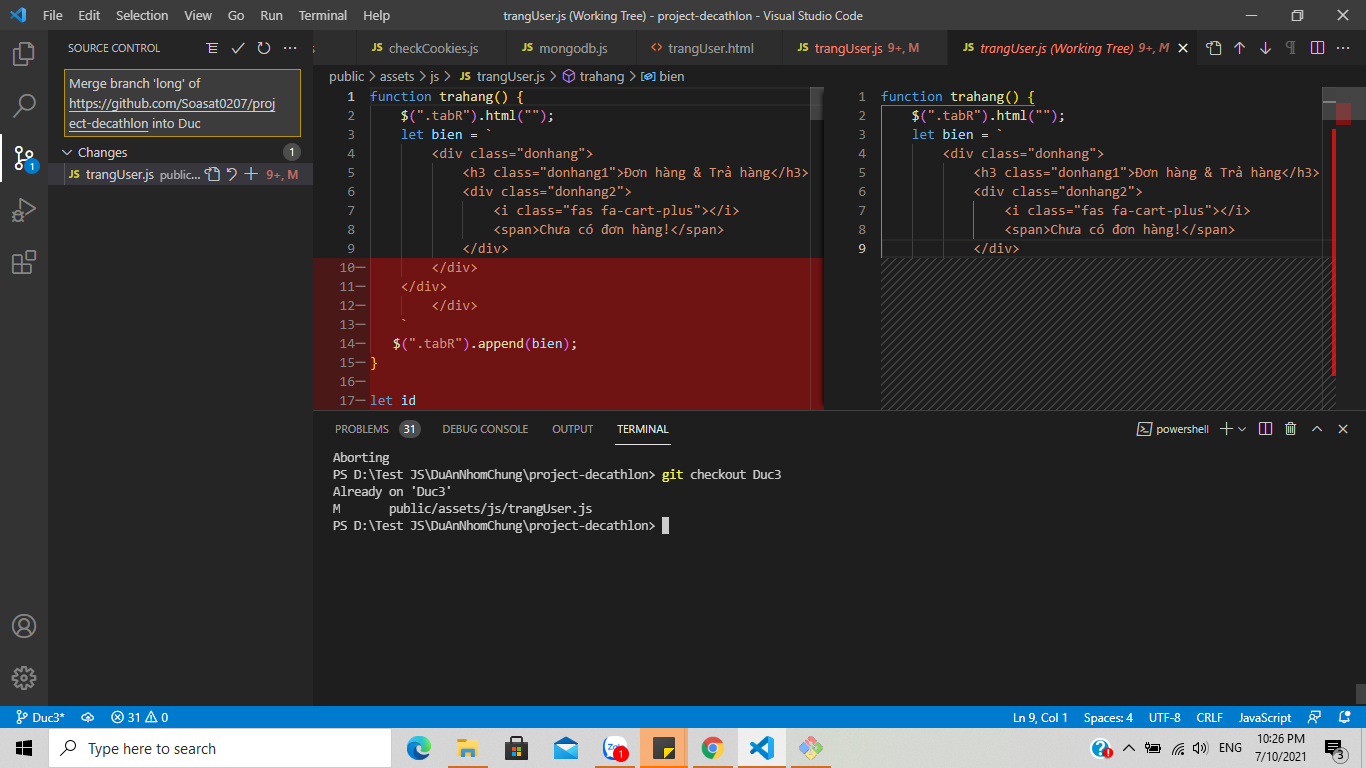 File Edit Selection View Go Run Terminal Help
trangUser.js (Working Tree) - project-decathlon - Visual Studio Code
SOURCE CONTROL
s
checkCookies.js
mongodb.js
trangUser.html
trangUser.js 9+, M
trangUser.js (Working Tree) 9+, M
public > assets > js > trangUser.js > trahang > bien
Merge branch 'long' of
https://github.com/Soasat0207/proj
ect-decathlon into Duc
Changes 1
trangUser.js public... 9+, M
1
1 function trahang() {
2 $(".tabR").html("");
3 let bien = `
4 <div class="donhang">
5 <h3 class="donhang1">Đơn hàng & Trả hàng</h3>
6 <div class="donhang2">
7 <i class="fas fa-cart-plus"></i>
8 <span>Chưa có đơn hàng!</span>
9 </div>
10— </div>
11— </div>
12— </div>
13— `
14— $(".tabR").append(bien);
15— }
16—
17— let id
1 function trahang() {
2 $(".tabR").html("");
3 let bien = `
4 <div class="donhang">
5 <h3 class="donhang1">Đơn hàng & Trả hàng</h3>
6 <div class="donhang2">
7 <i class="fas fa-cart-plus"></i>
8 <span>Chưa có đơn hàng!</span>
9 </div>
PROBLEMS 31 DEBUG CONSOLE OUTPUT TERMINAL
powershell
Aborting
PS D:\Test JS\DuAnNhomChung\project-decathlon> git checkout Duc3
Already on 'Duc3'
M public/assets/js/trangUser.js
PS D:\Test JS\DuAnNhomChung\project-decathlon>
Duc3* 31 0
Ln 9, Col 1 Spaces: 4 UTF-8 CRLF JavaScript
Type here to search
1
ENG
10:26 PM
7/10/2021
3